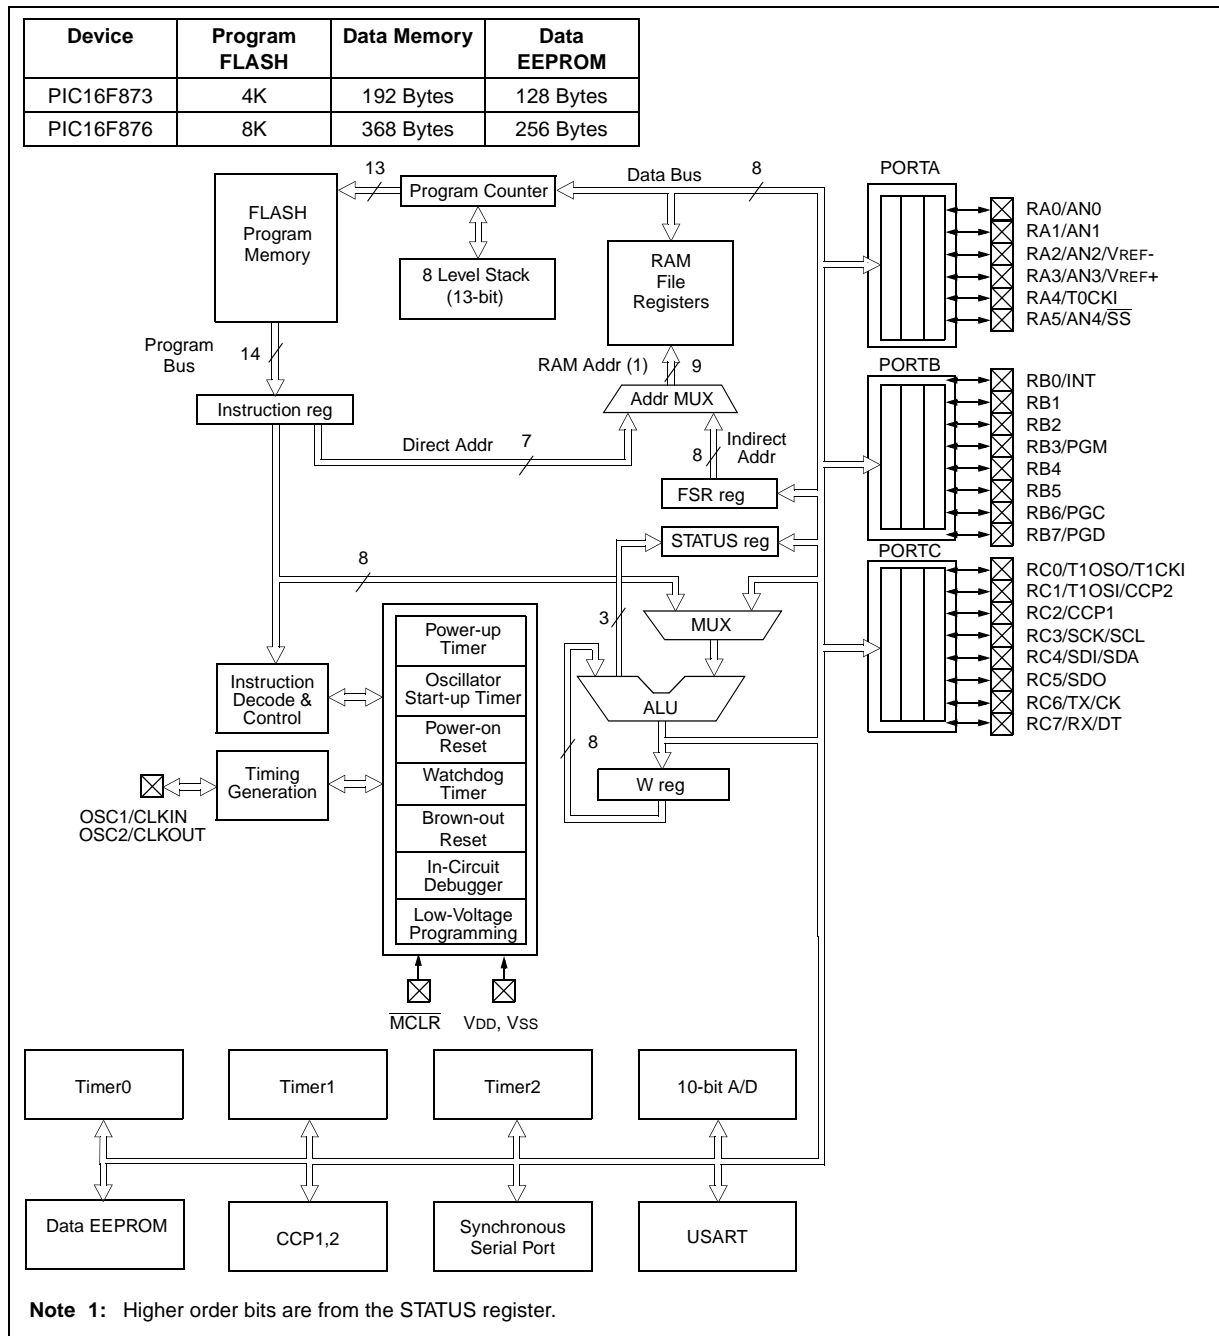 Device Program FLASH Data Memory Data EEPROM
PIC16F873 4K 192 Bytes 128 Bytes
PIC16F876 8K 368 Bytes 256 Bytes
FLASH
Program
Memory
13
Program Counter
8 Level Stack
(13-bit)
Data Bus
8
RAM
File
Registers
Program
Bus
14
RAM Addr (1)
9
Addr MUX
Instruction reg
Direct Addr
7
8
Indirect
Addr
FSR reg
STATUS reg
8
3
MUX
ALU
8
W reg
Instruction
Decode &
Control
Timing
Generation
OSC1/CLKIN
OSC2/CLKOUT
Power-up
Timer
Oscillator
Start-up Timer
Power-on
Reset
Watchdog
Timer
Brown-out
Reset
In-Circuit
Debugger
Low-Voltage
Programming
MCLR
VDD, VSS
PORTA
RA0/AN0
RA1/AN1
RA2/AN2/VREF-
RA3/AN3/VREF+
RA4/T0CKI
RA5/AN4/SS
PORTB
RB0/INT
RB1
RB2
RB3/PGM
RB4
RB5
RB6/PGC
RB7/PGD
PORTC
RC0/T1OSO/T1CKI
RC1/T1OSI/CCP2
RC2/CCP1
RC3/SCK/SCL
RC4/SDI/SDA
RC5/SDO
RC6/TX/CK
RC7/RX/DT
Timer0
Timer1
Timer2
10-bit A/D
Data EEPROM
CCP1,2
Synchronous
Serial Port
USART
Note 1: Higher order bits are from the STATUS register.